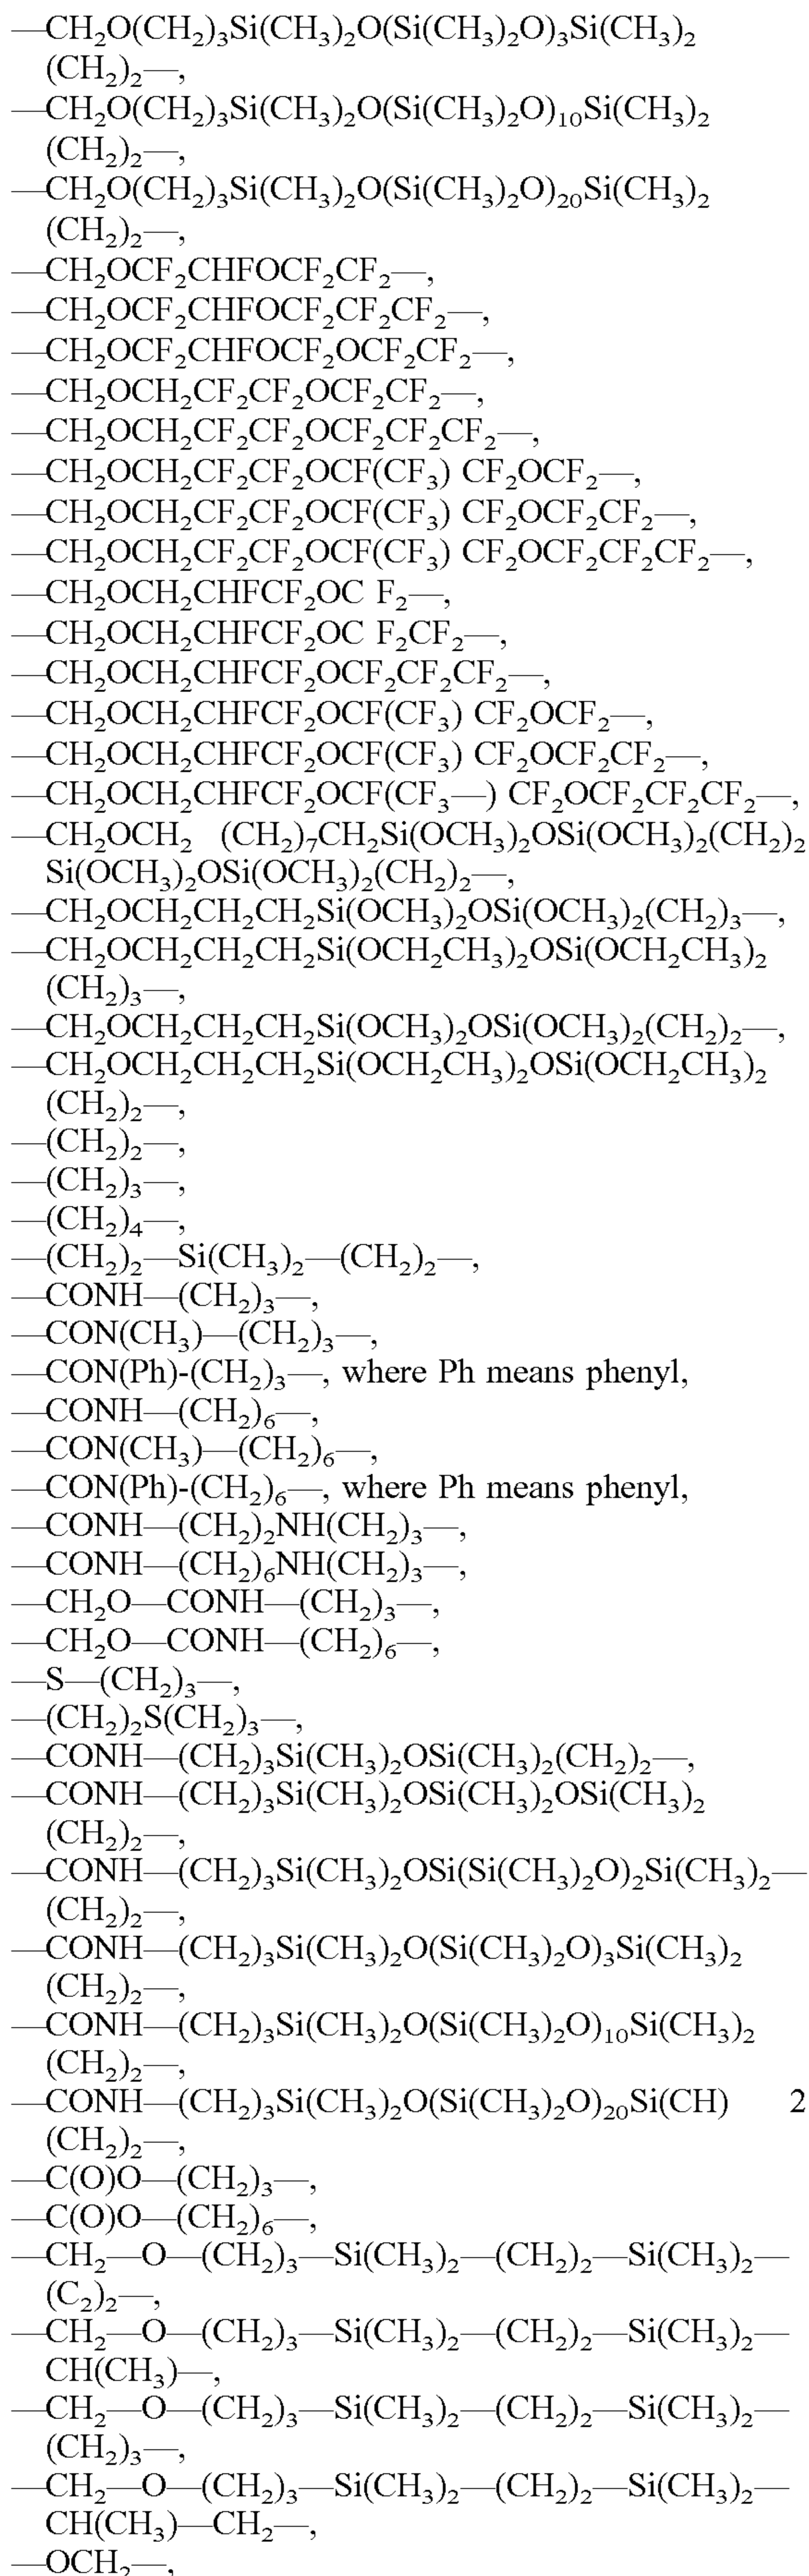 —CH₂O(CH₂)₃Si(CH₃)₂O(Si(CH₃)₂O)₃Si(CH₃)₂
(CH₂)₂—,
—CH₂O(CH₂)₃Si(CH₃)₂O(Si(CH₃)₂O)₁₀Si(CH₃)₂
(CH₂)₂—,
—CH₂O(CH₂)₃Si(CH₃)₂O(Si(CH₃)₂O)₂₀Si(CH₃)₂
(CH₂)₂—,
—CH₂OCF₂CHFOCF₂CF₂—,
—CH₂OCF₂CHFOCF₂CF₂CF₂—,
—CH₂OCF₂CHFOCF₂OCF₂CF₂—,
—CH₂OCH₂CF₂CF₂OCF₂CF₂—,
—CH₂OCH₂CF₂CF₂OCF₂CF₂CF₂—,
—CH₂OCH₂CF₂CF₂OCF(CF₃) CF₂OCF₂—,
—CH₂OCH₂CF₂CF₂OCF(CF₃) CF₂OCF₂CF₂—,
—CH₂OCH₂CF₂CF₂OCF(CF₃) CF₂OCF₂CF₂CF₂—,
—CH₂OCH₂CHFCF₂OC F₂—,
—CH₂OCH₂CHFCF₂OC F₂CF₂—,
—CH₂OCH₂CHFCF₂OCF₂CF₂CF₂—,
—CH₂OCH₂CHFCF₂OCF(CF₃) CF₂OCF₂—,
—CH₂OCH₂CHFCF₂OCF(CF₃) CF₂OCF₂CF₂—,
—CH₂OCH₂CHFCF₂OCF(CF₃—) CF₂OCF₂CF₂CF₂—,
—CH₂OCH₂ (CH₂)₇CH₂Si(OCH₃)₂OSi(OCH₃)₂(CH₂)₂
Si(OCH₃)₂OSi(OCH₃)₂(CH₂)₂—,
—CH₂OCH₂CH₂CH₂Si(OCH₃)₂OSi(OCH₃)₂(CH₂)₃—,
—CH₂OCH₂CH₂CH₂Si(OCH₂CH₃)₂OSi(OCH₂CH₃)₂
(CH₂)₃—,
—CH₂OCH₂CH₂CH₂Si(OCH₃)₂OSi(OCH₃)₂(CH₂)₂—,
—CH₂OCH₂CH₂CH₂Si(OCH₂CH₃)₂OSi(OCH₂CH₃)₂
(CH₂)₂—,
—(CH₂)₂—,
—(CH₂)₃—,
—(CH₂)₄—,
—(CH₂)₂—Si(CH₃)₂—(CH₂)₂—,
—CONH—(CH₂)₃—,
—CON(CH₃)—(CH₂)₃—,
—CON(Ph)-(CH₂)₃—, where Ph means phenyl,
—CONH—(CH₂)₆—,
—CON(CH₃)—(CH₂)₆—,
—CON(Ph)-(CH₂)₆—, where Ph means phenyl,
—CONH—(CH₂)₂NH(CH₂)₃—,
—CONH—(CH₂)₆NH(CH₂)₃—,
—CH₂O—CONH—(CH₂)₃—,
—CH₂O—CONH—(CH₂)₆—,
—S—(CH₂)₃—,
—(CH₂)₂S(CH₂)₃—,
—CONH—(CH₂)₃Si(CH₃)₂OSi(CH₃)₂(CH₂)₂—,
—CONH—(CH₂)₃Si(CH₃)₂OSi(CH₃)₂OSi(CH₃)₂
(CH₂)₂—,
—CONH—(CH₂)₃Si(CH₃)₂OSi(Si(CH₃)₂O)₂Si(CH₃)₂—
(CH₂)₂—,
—CONH—(CH₂)₃Si(CH₃)₂O(Si(CH₃)₂O)₃Si(CH₃)₂
(CH₂)₂—,
—CONH—(CH₂)₃Si(CH₃)₂O(Si(CH₃)₂O)₁₀Si(CH₃)₂
(CH₂)₂—,
—CONH—(CH₂)₃Si(CH₃)₂O(Si(CH₃)₂O)₂₀Si(CH) 2
(CH₂)₂—,
—C(O)O—(CH₂)₃—,
—C(O)O—(CH₂)₆—,
—CH₂—O—(CH₂)₃—Si(CH₃)₂—(CH₂)₂—Si(CH₃)₂—
(C₂)₂—,
—CH₂—O—(CH₂)₃—Si(CH₃)₂—(CH₂)₂—Si(CH₃)₂—
CH(CH₃)—,
—CH₂—O—(CH₂)₃—Si(CH₃)₂—(CH₂)₂—Si(CH₃)₂—
(CH₂)₃—,
—CH₂—O—(CH₂)₃—Si(CH₃)₂—(CH₂)₂—Si(CH₃)₂—
CH(CH₃)—CH₂—,
—OCH₂—,